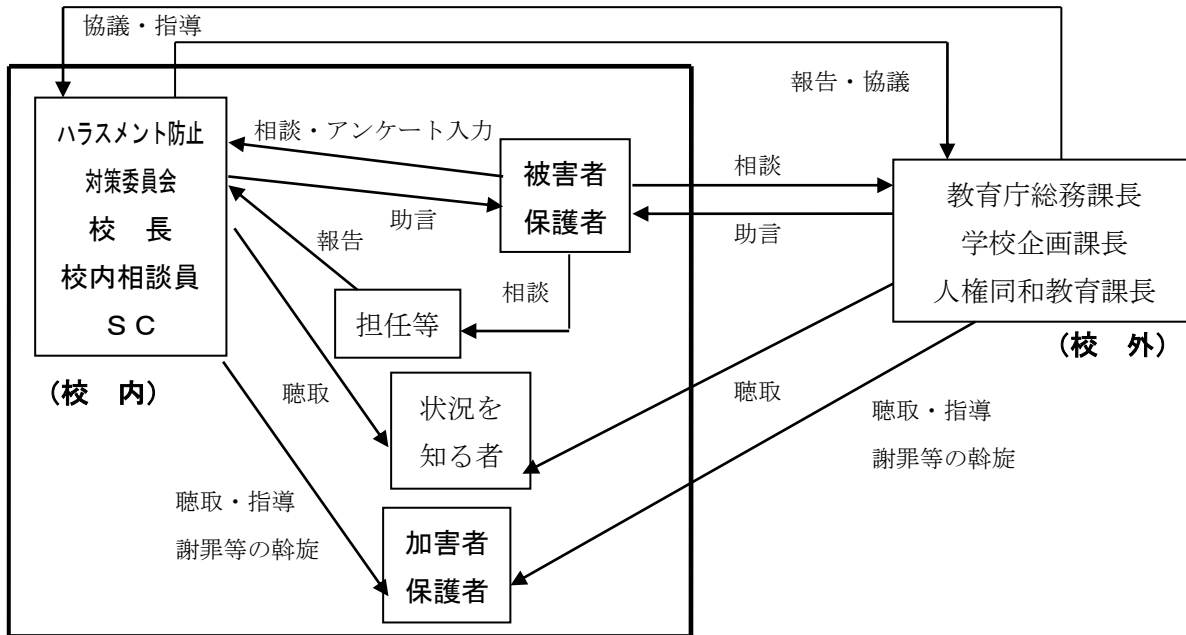 協議・指導
報告・協議
ハラスメント防止
対策委員会
校　長
校内相談員
ＳＣ
（校　内）
相談・アンケート入力
助言
報告
被害者
保護者
相談
担任等
相談
助言
教育庁総務課長
学校企画課長
人権同和教育課長
（校　外）
聴取
状況を
知る者
聴取
聴取・指導
謝罪等の斡旋
聴取・指導
謝罪等の斡旋
加害者
保護者